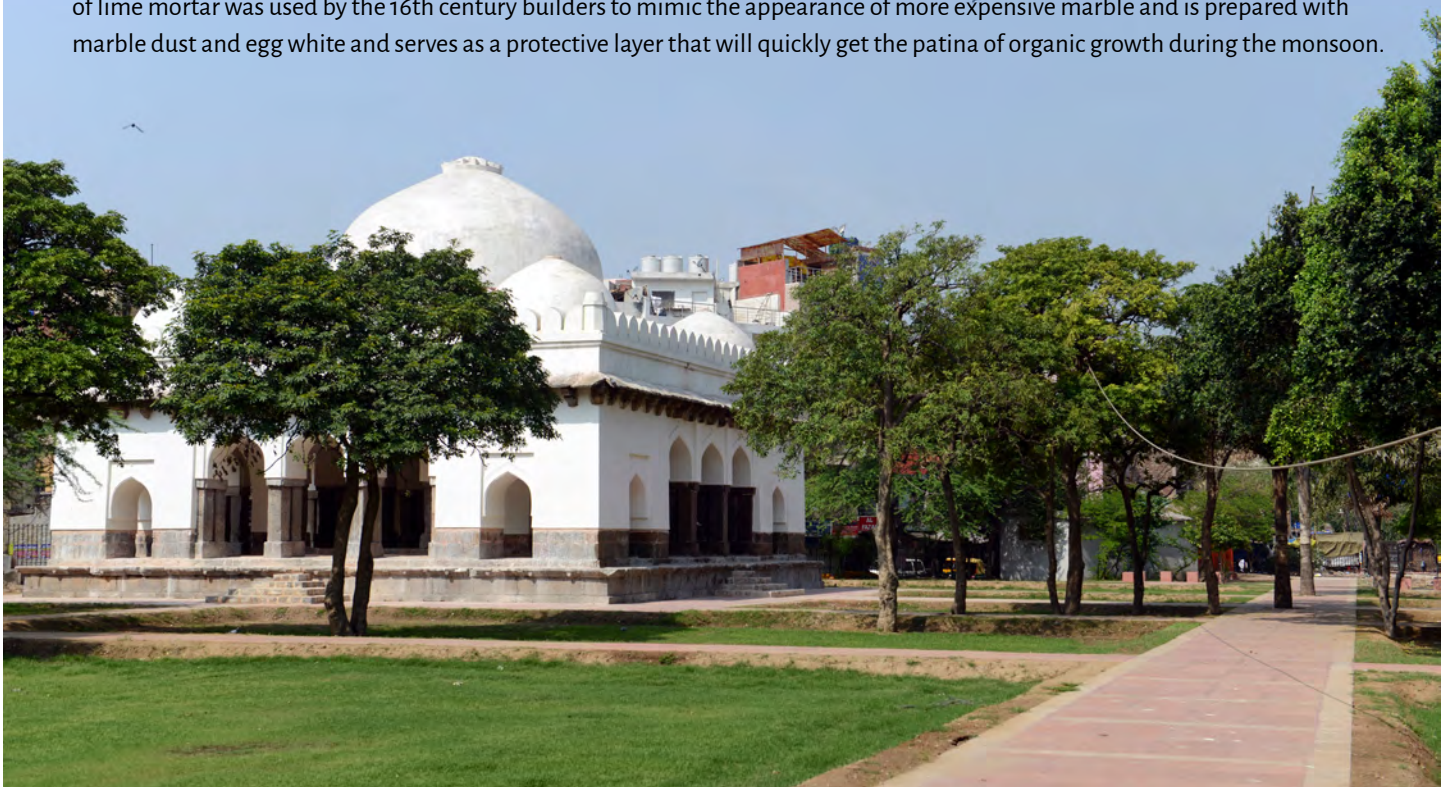 of lime mortar was used by the 16th century builders to mimic the appearance of more expensive marble and is prepared with
marble dust and egg white and serves as a protective layer that will quickly get the patina of organic growth during the monsoon.